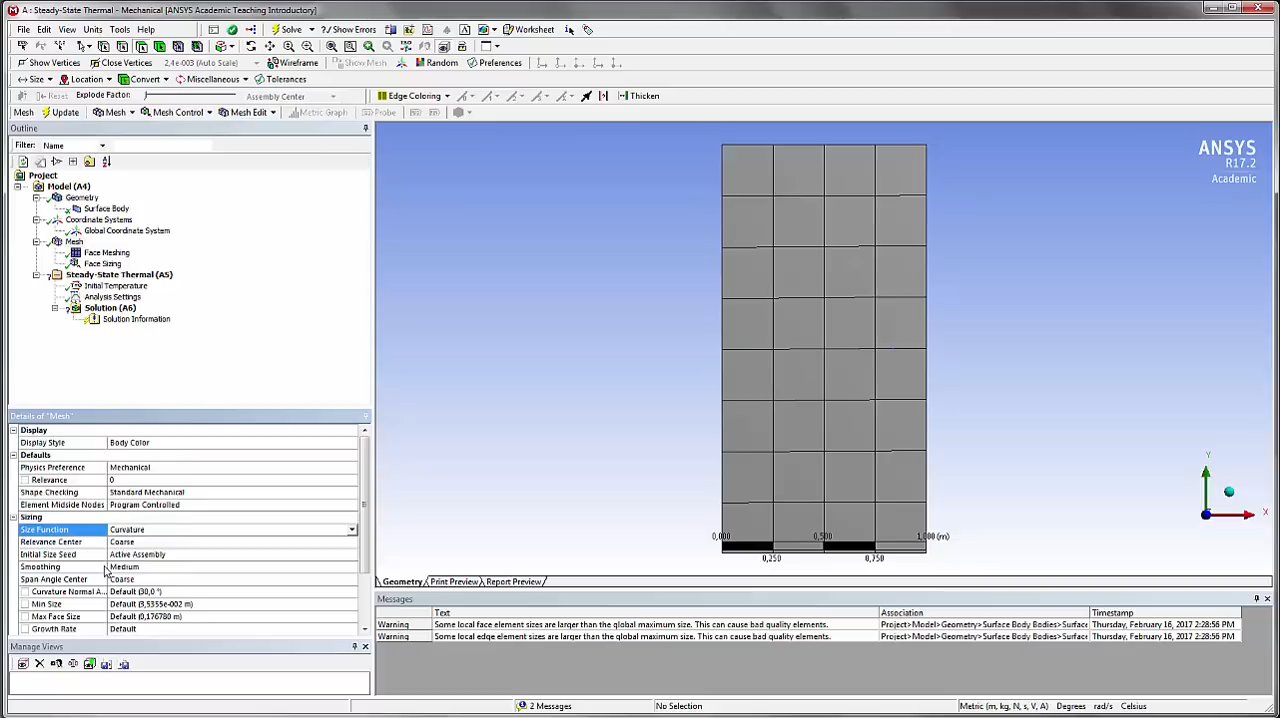 A : Steady-State Thermal - Mechanical [ANSYS Academic Teaching Introductory]
File Edit View Units Tools Help Solve ?/Show Errors Worksheet
Show Vertices Close Vertices 2,4e-003 (Auto Scale) Wireframe Show Mesh Random Preferences
Size Location Convert Miscellaneous Tolerances
Reset Explode Factor: Assembly Center Edge Coloring Thicken
Mesh Update Mesh Mesh Control Mesh Edit Metric Graph Probe
Outline
Filter: Name
Project
Model (A4)
Geometry
Surface Body
Coordinate Systems
Global Coordinate System
Mesh
Face Meshing
Face Sizing
Steady-State Thermal (A5)
Initial Temperature
Analysis Settings
Solution (A6)
Solution Information
ANSYS
R17.2
Academic
Y
X
0,000 0,500 1,000 (m)
0,250 0,750
Details of "Mesh"
Display
Display Style Body Color
Defaults
Physics Preference Mechanical
Relevance 0
Shape Checking Standard Mechanical
Element Midside Nodes Program Controlled
Sizing
Size Function Curvature
Relevance Center Coarse
Initial Size Seed Active Assembly
Smoothing Medium
Span Angle Center Coarse
Curvature Normal A... Default (30,0 °)
Min Size Default (3,5355e-002 m)
Max Face Size Default (0,176780 m)
Growth Rate Default
Manage Views
Geometry Print Preview Report Preview
Messages
Text Association Timestamp
Warning Some local face element sizes are larger than the global maximum size. This can cause bad quality elements. Project>Model>Geometry>Surface Body Bodies>Surface Thursday, February 16, 2017 2:28:56 PM
Warning Some local edge element sizes are larger than the global maximum size. This can cause bad quality elements. Project>Model>Geometry>Surface Body Bodies>Surface Thursday, February 16, 2017 2:28:56 PM
2 Messages No Selection Metric (m, kg, N, s, V, A) Degrees rad/s Celsius